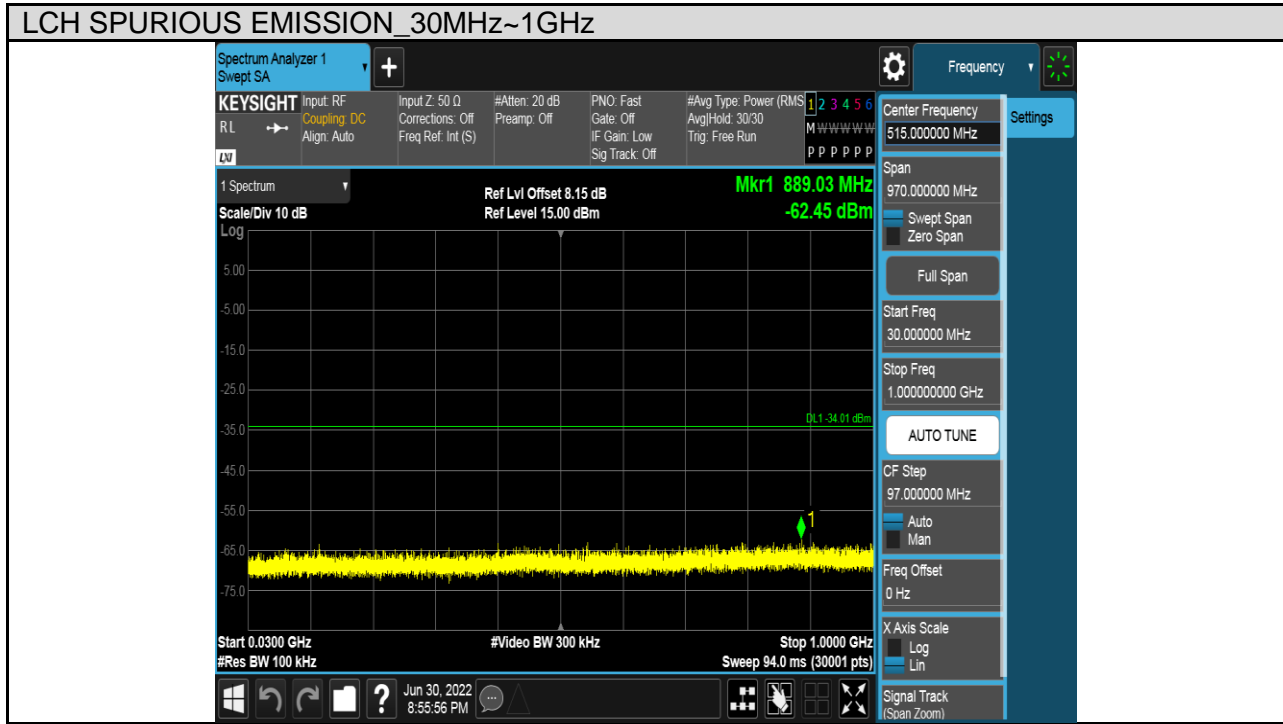 LCH SPURIOUS EMISSION_30MHz~1GHz
Spectrum Analyzer 1
Swept SA
+
Frequency
KEYSIGHT
RL
LXI
Input: RF
Coupling: DC
Align: Auto
Input Z: 50 Ω
Corrections: Off
Freq Ref: Int (S)
#Atten: 20 dB
Preamp: Off
PNO: Fast
Gate: Off
IF Gain: Low
Sig Track: Off
#Avg Type: Power (RMS
Avg|Hold: 30/30
Trig: Free Run
1 2 3 4 5 6
M W W W W W
P P P P P P
1 Spectrum
Scale/Div 10 dB
Log
Ref Lvl Offset 8.15 dB
Ref Level 15.00 dBm
Mkr1 889.03 MHz
-62.45 dBm
5.00
-5.00
-15.0
-25.0
DL1 -34.01 dBm
-35.0
-45.0
-55.0
1
-65.0
-75.0
Start 0.0300 GHz
#Res BW 100 kHz
#Video BW 300 kHz
Stop 1.0000 GHz
Sweep 94.0 ms (30001 pts)
Center Frequency
515.000000 MHz
Settings
Span
970.000000 MHz
Swept Span
Zero Span
Full Span
Start Freq
30.000000 MHz
Stop Freq
1.000000000 GHz
AUTO TUNE
CF Step
97.000000 MHz
Auto
Man
Freq Offset
0 Hz
X Axis Scale
Log
Lin
Signal Track
(Span Zoom)
?
Jun 30, 2022
8:55:56 PM